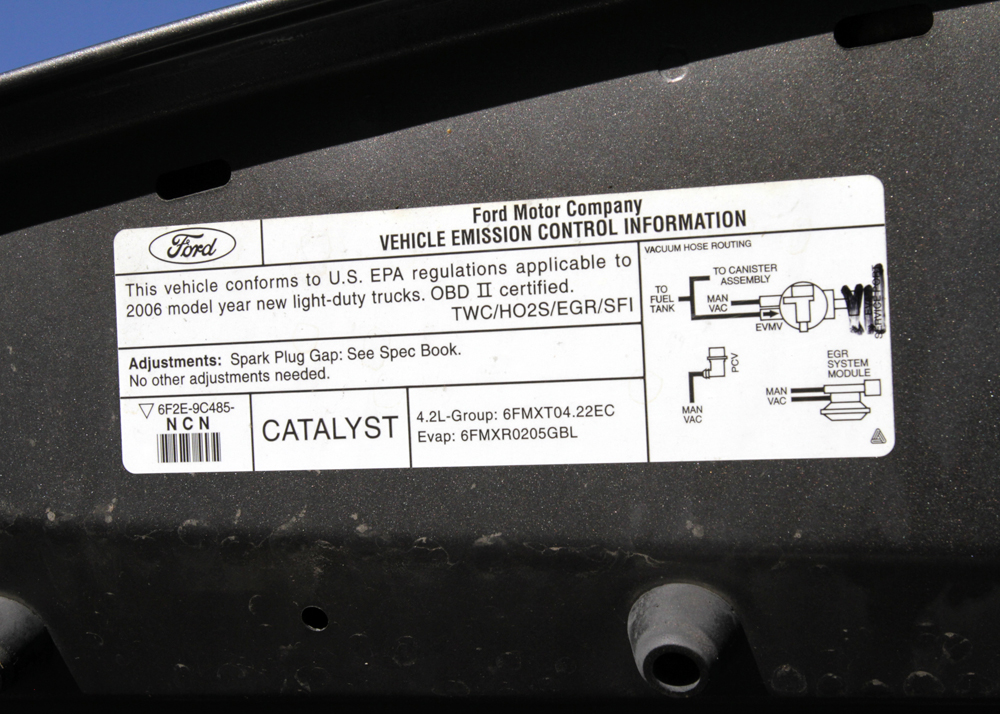 Ford
Ford Motor Company
VEHICLE EMISSION CONTROL INFORMATION
This vehicle conforms to U.S. EPA regulations applicable to
2006 model year new light-duty trucks. OBD II certified.
TWC/HO2S/EGR/SFI
Adjustments: Spark Plug Gap: See Spec Book.
No other adjustments needed.
6F2E-9C485-
NCN
CATALYST
4.2L-Group: 6FMXT04.22EC
Evap: 6FMXR0205GBL
VACUUM HOSE ROUTING
TO CANISTER
ASSEMBLY
TO
FUEL
TANK
MAN
VAC
EVMV
SERVICE PORT
PCV
MAN
VAC
EGR
SYSTEM
MODULE
MAN
VAC